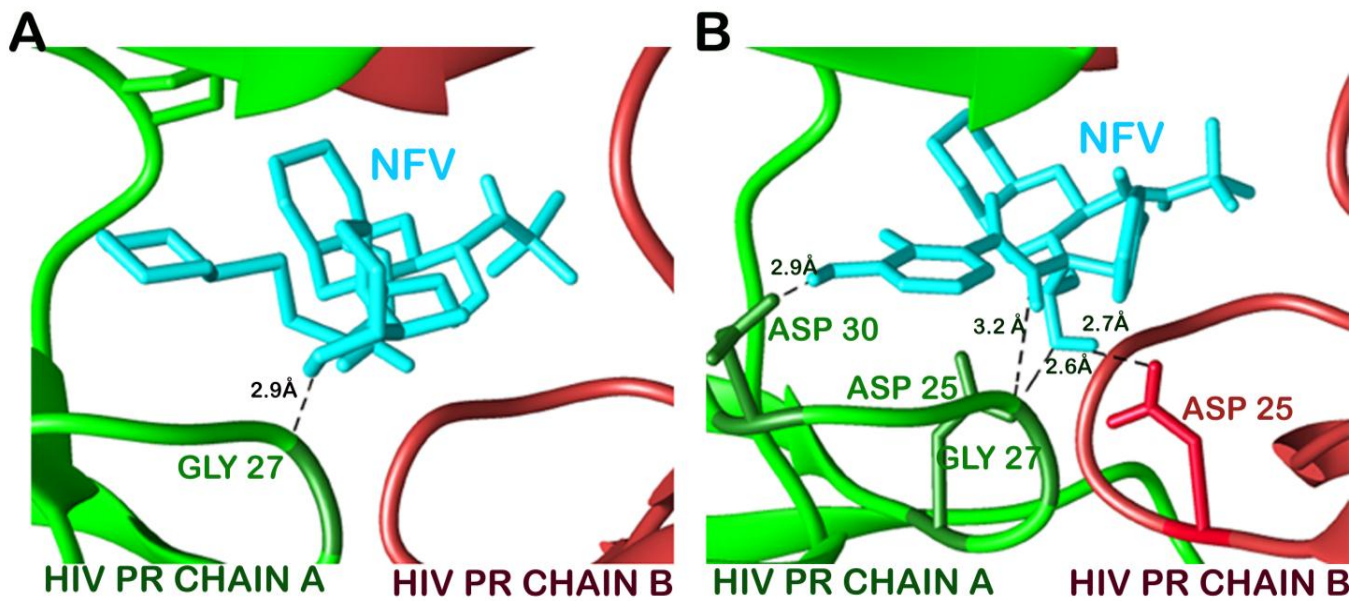 A
NFV
2.9Å
GLY 27
HIV PR CHAIN A
HIV PR CHAIN B
B
NFV
2.9Å
ASP 30
3.2 Å
2.7Å
2.6Å
ASP 25
ASP 25
GLY 27
HIV PR CHAIN A
HIV PR CHAIN B